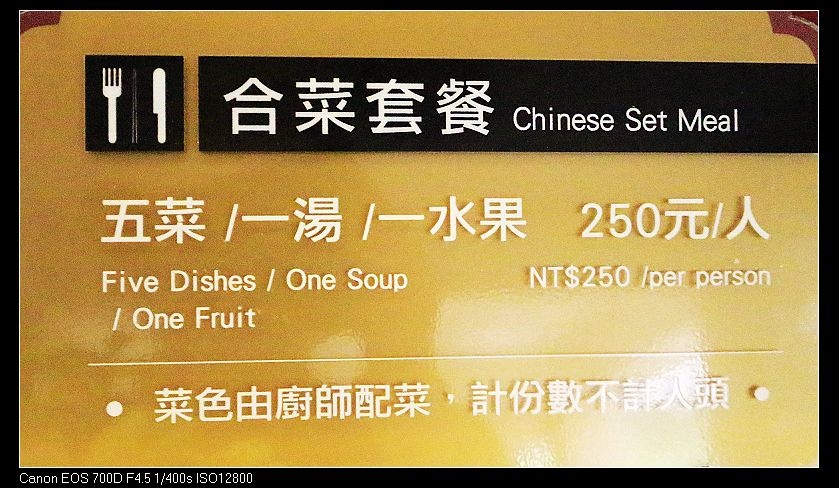 合菜套餐 Chinese Set Meal
五菜 /一湯 /一水果 250元/人
Five Dishes / One Soup NT$250 /per person
/ One Fruit
● 菜色由廚師配菜，計份數不計人頭 ●
Canon EOS 700D F4.5 1/400s ISO12800